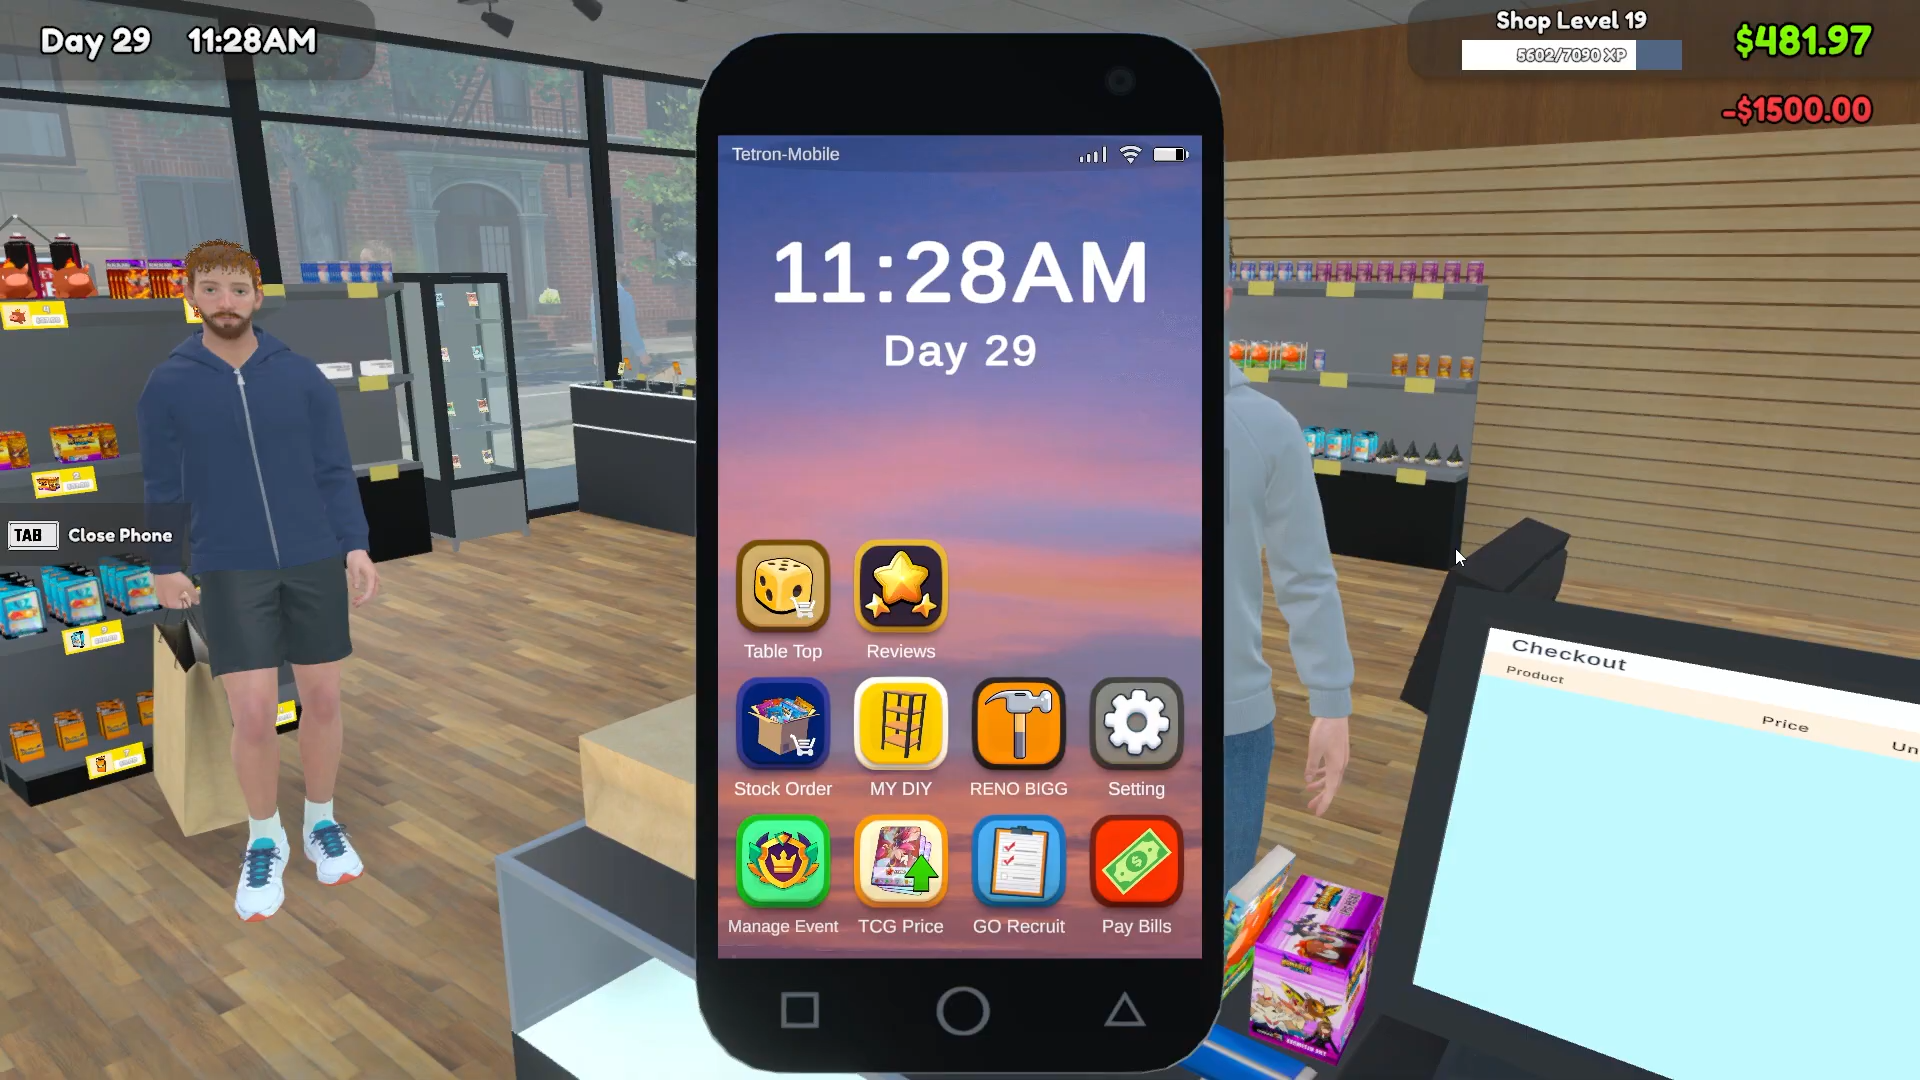 Day 29 11:28AM
Shop Level 19
5602/7090 XP
$481.97
-$1500.00
Tetron-Mobile
11:28AM
Day 29
TAB Close Phone
Table Top Reviews
Stock Order MY DIY RENO BIGG Setting
Manage Event TCG Price GO Recruit Pay Bills
Checkout
Product
Price
Un